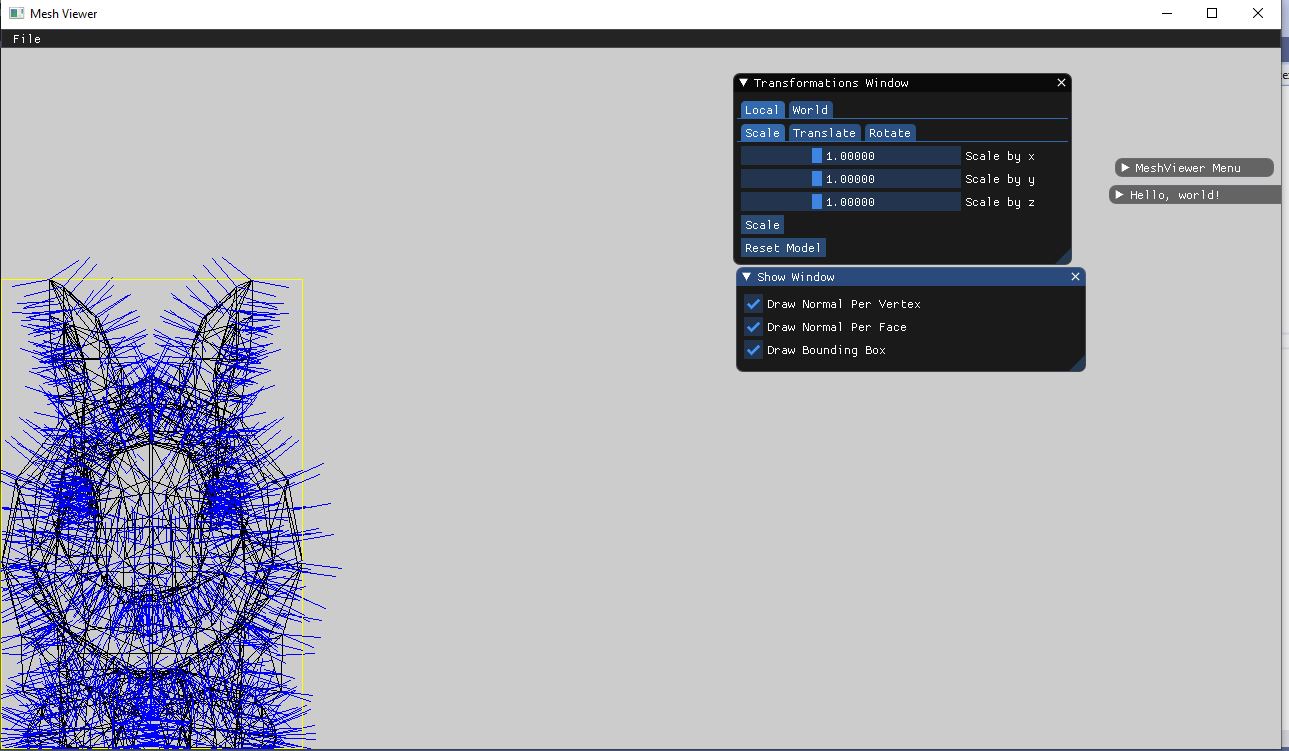 Mesh Viewer
File
Transformations Window
Local World
Scale Translate Rotate
1.00000 Scale by x
1.00000 Scale by y
1.00000 Scale by z
Scale
Reset Model
MeshViewer Menu
Hello, world!
Show Window
Draw Normal Per Vertex
Draw Normal Per Face
Draw Bounding Box